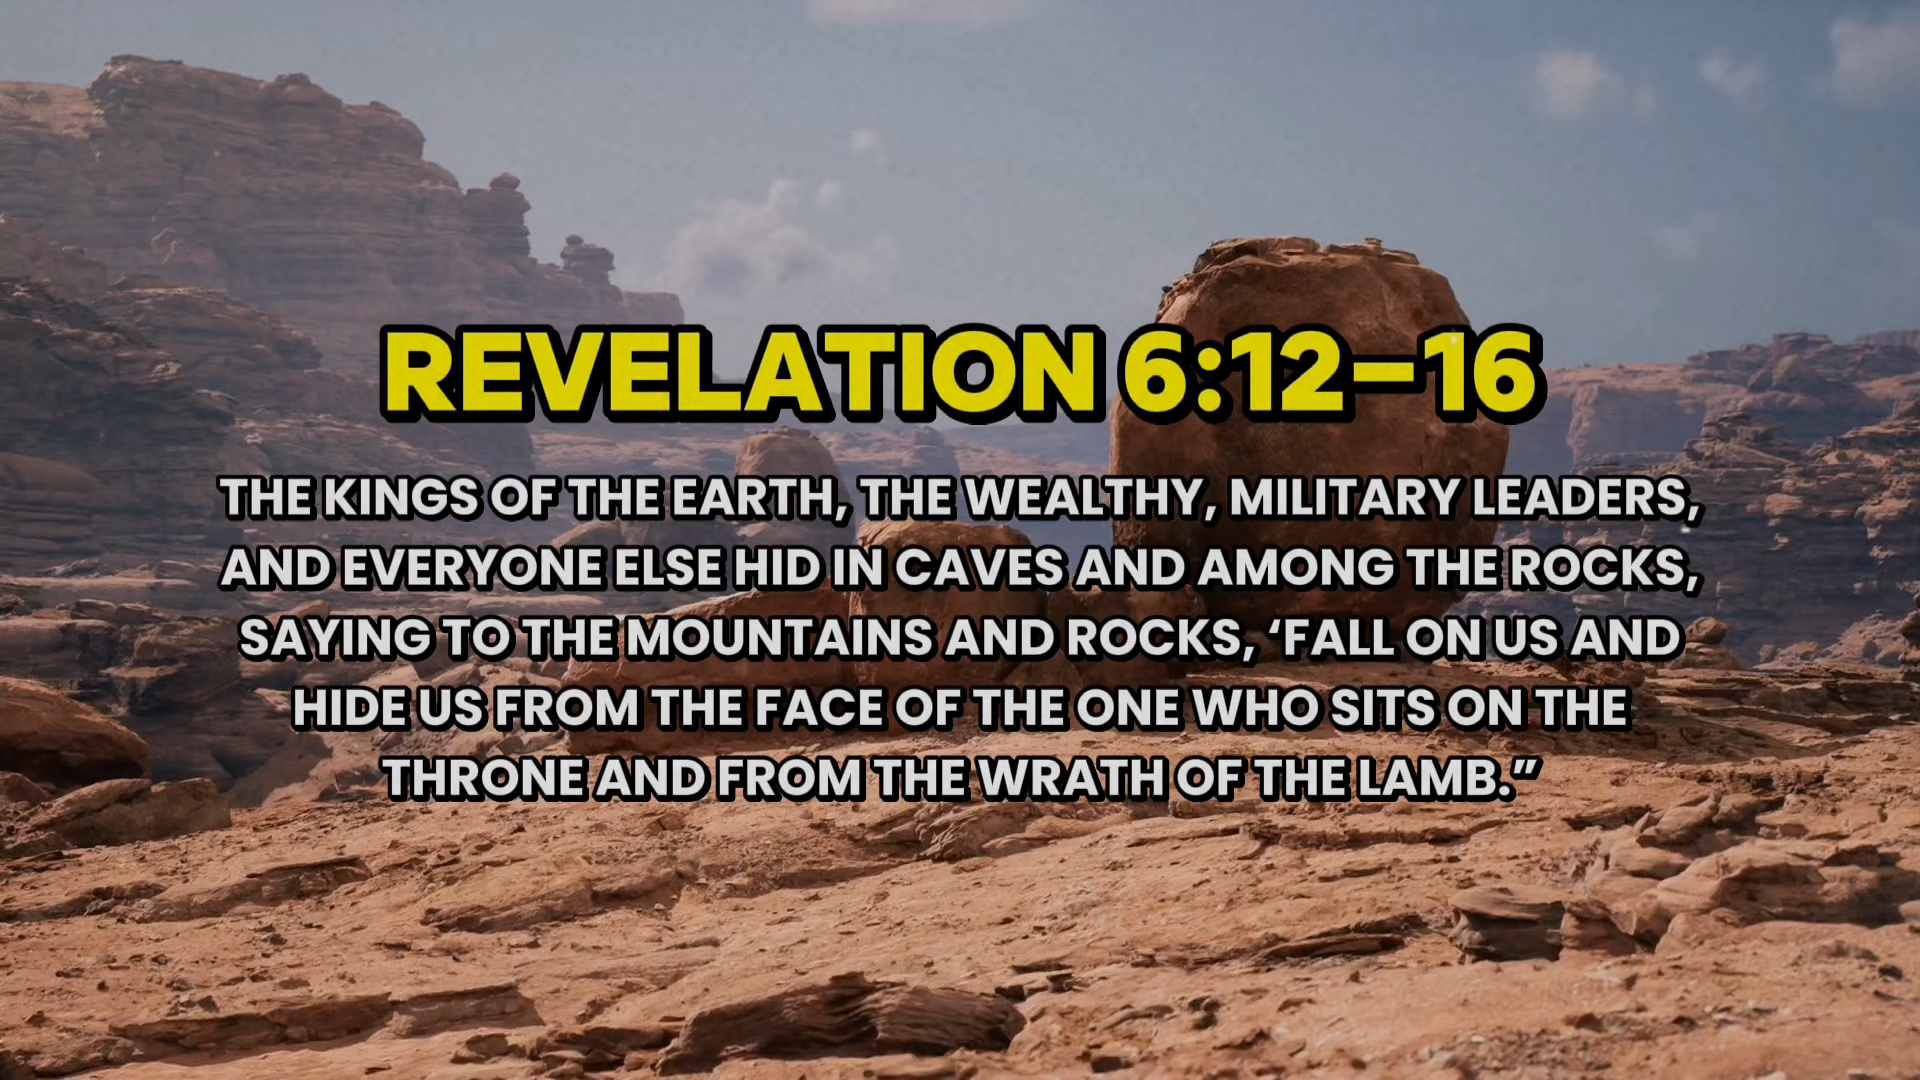 REVELATION 6:12–16
THE KINGS OF THE EARTH, THE WEALTHY, MILITARY LEADERS,
AND EVERYONE ELSE HID IN CAVES AND AMONG THE ROCKS,
SAYING TO THE MOUNTAINS AND ROCKS, ‘FALL ON US AND
HIDE US FROM THE FACE OF THE ONE WHO SITS ON THE
THRONE AND FROM THE WRATH OF THE LAMB.”